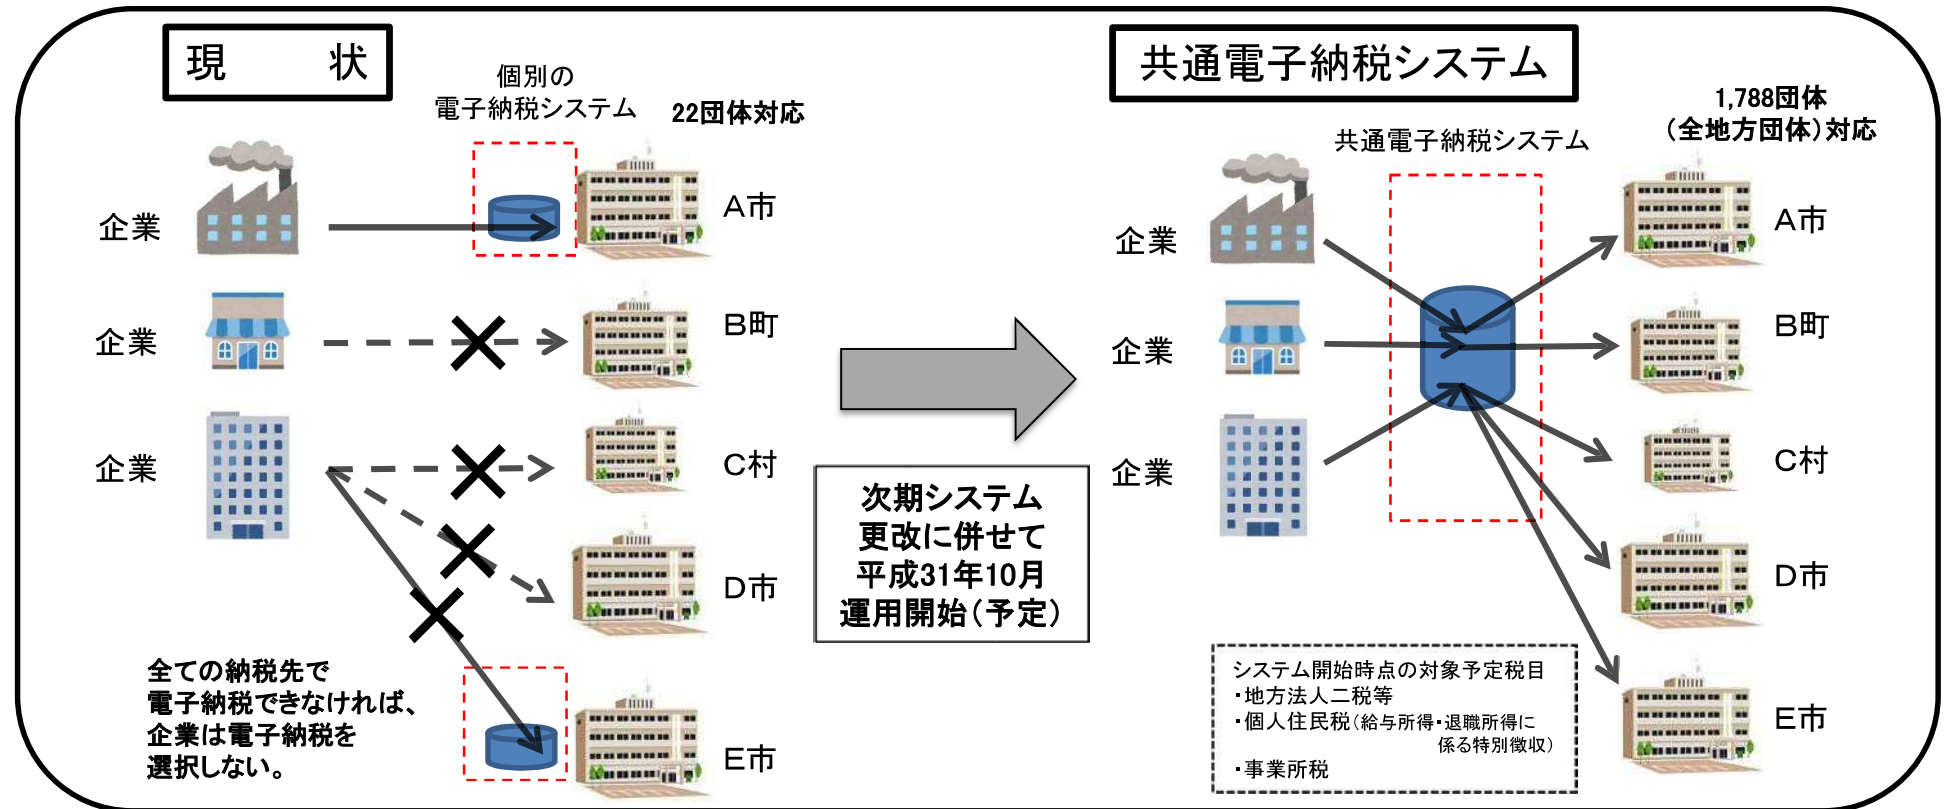 現　　状
個別の
電子納税システム
22団体対応
企業
A市
企業
B町
企業
C村
D市
E市
全ての納税先で
電子納税できなければ、
企業は電子納税を
選択しない。
次期システム
更改に併せて
平成31年10月
運用開始(予定)
共通電子納税システム
1,788団体
(全地方団体)対応
共通電子納税システム
企業
A市
企業
B町
企業
C村
D市
E市
システム開始時点の対象予定税目
・地方法人二税等
・個人住民税(給与所得・退職所得に
係る特別徴収)
・事業所税